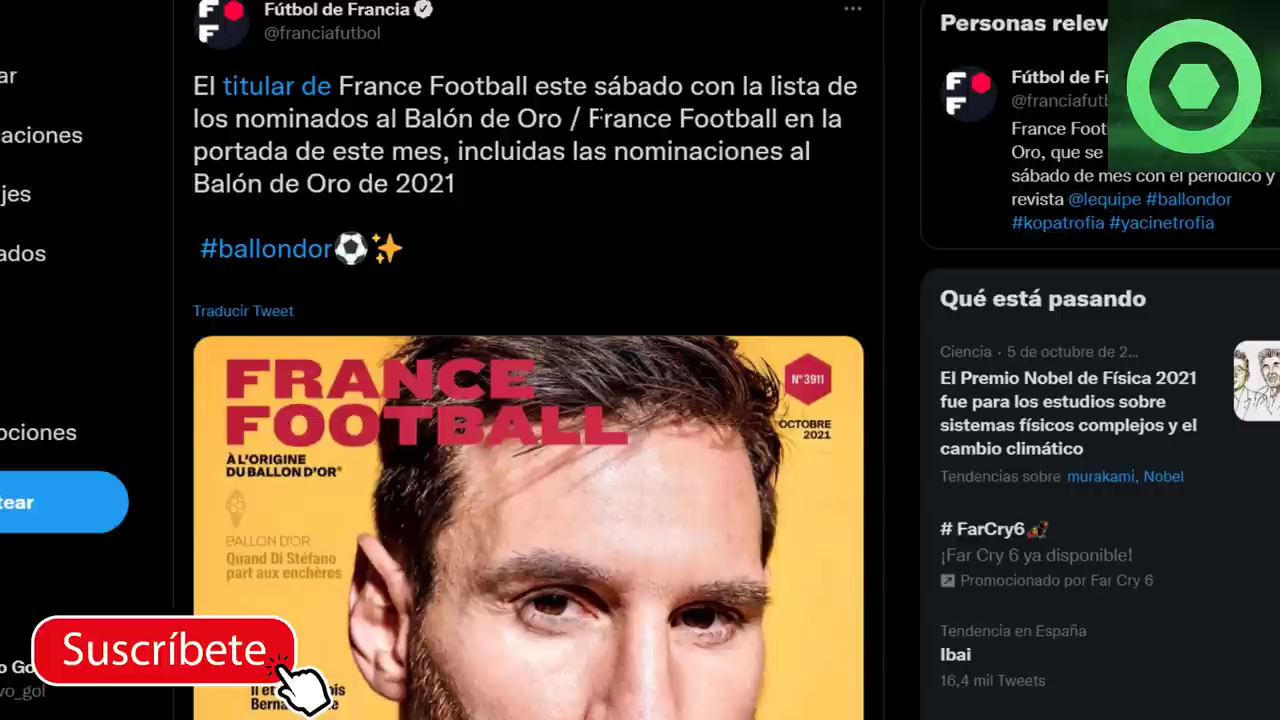 Fútbol de Francia
@franciafutbol
El titular de France Football este sábado con la lista de
los nominados al Balón de Oro / France Football en la
portada de este mes, incluidas las nominaciones al
Balón de Oro de 2021
#ballondor
Traducir Tweet
FRANCE
FOOTBALL
À L'ORIGINE
DU BALLON D'OR
N°3911
OCTOBRE
2021
BALLON D'OR
Quand Di Stéfano
part aux enchères
Il et
ar
aciones
jes
ados
ociones
tear
Suscríbete
vo_gol
Personas relev
Fútbol de Fr
@franciafutb
France Foot
Oro, que se
sábado de mes con el periódico y
revista @lequipe #ballondor
#kopatrofia #yacinetrofia
Qué está pasando
Ciencia · 5 de octubre de 2...
El Premio Nobel de Física 2021
fue para los estudios sobre
sistemas físicos complejos y el
cambio climático
Tendencias sobre murakami, Nobel
# FarCry6
¡Far Cry 6 ya disponible!
Promocionado por Far Cry 6
Tendencia en España
Ibai
16,4 mil Tweets